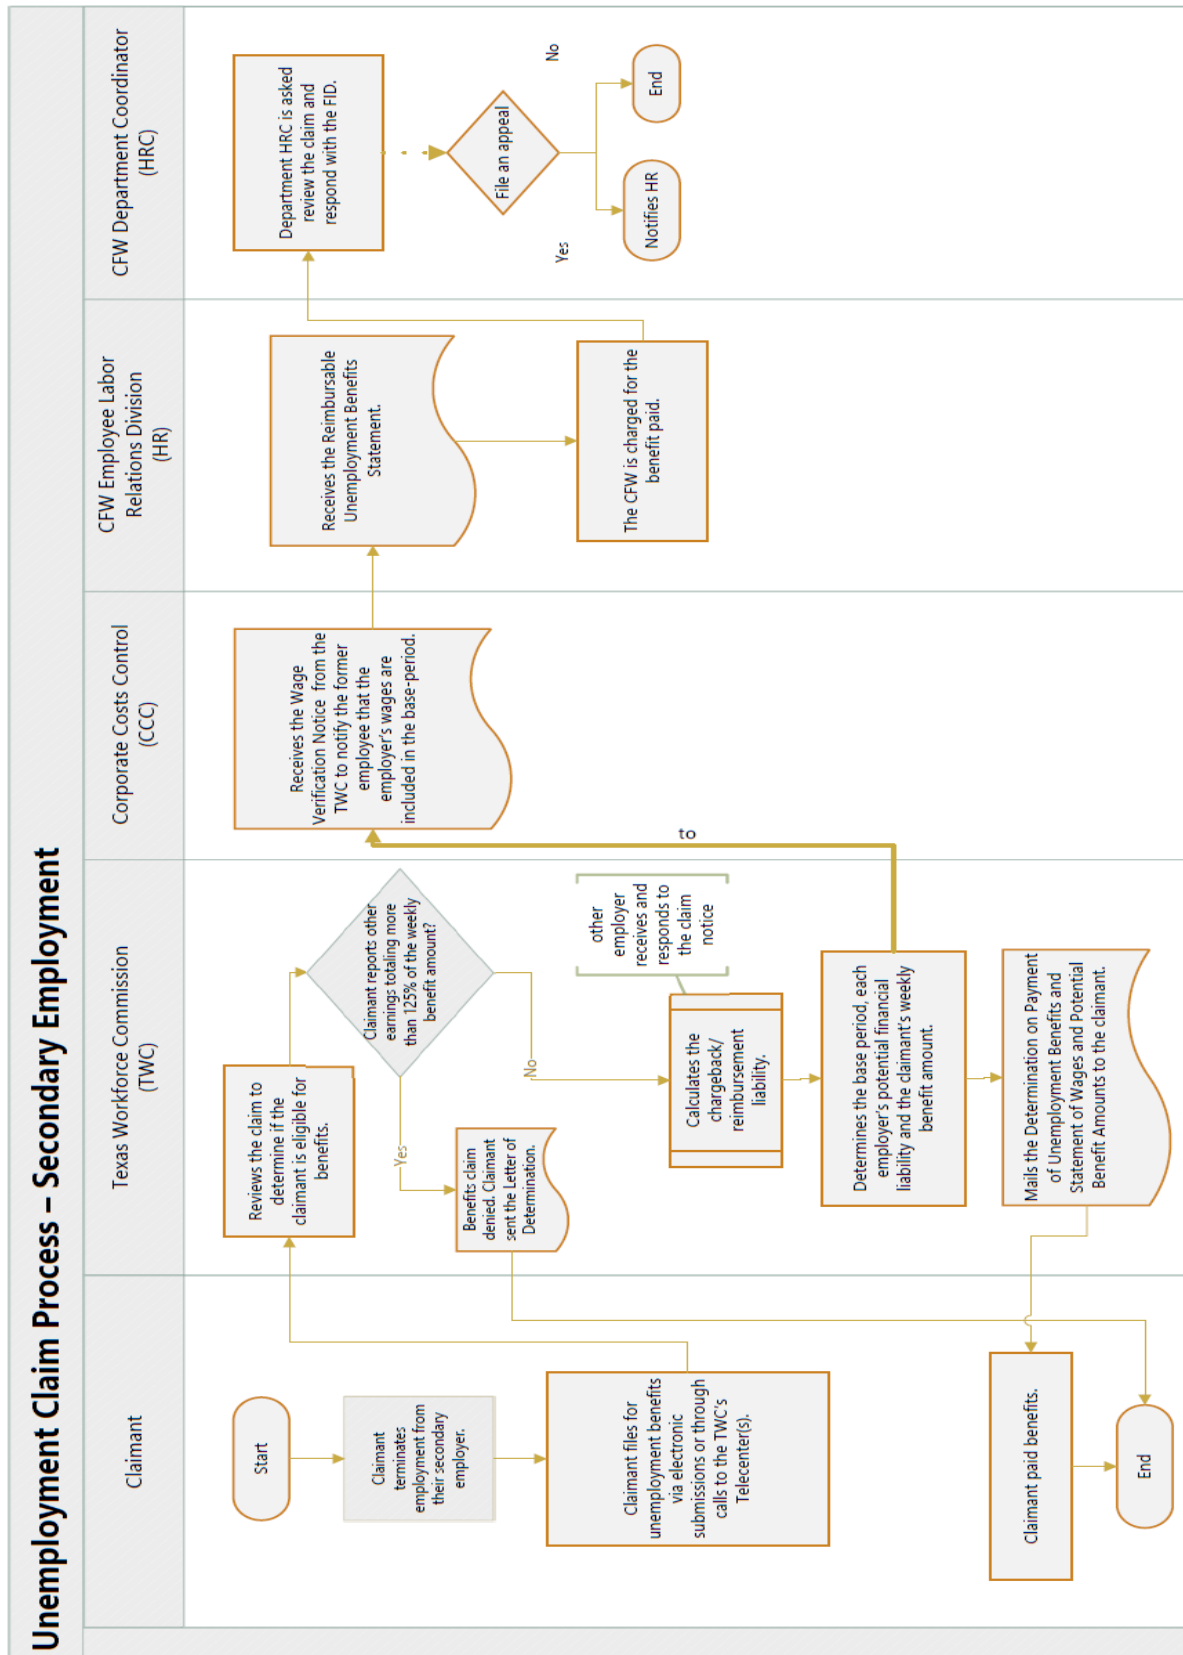 Unemployment Claim Process – Secondary Employment
Claimant
Texas Workforce Commission
(TWC)
Corporate Costs Control
(CCC)
CFW Employee Labor
Relations Division
(HR)
CFW Department Coordinator
(HRC)
Start
Claimant
terminates
employment from
their secondary
employer.
Claimant files for
unemployment benefits
via electronic
submissions or through
calls to the TWC's
Telecenter(s).
Claimant paid benefits.
End
Reviews the claim to
determine if the
claimant is eligible for
benefits.
Claimant reports other
earnings totaling more
than 125% of the weekly
benefit amount?
Yes
No
Benefits claim
denied. Claimant
sent the Letter of
Determination.
other
employer
receives and
responds to
the claim
notice
Calculates the
chargeback/
reimbursement
liability.
Determines the base period, each
employer's potential financial
liability and the claimant's weekly
benefit amount.
Mails the Determination on Payment
of Unemployment Benefits and
Statement of Wages and Potential
Benefit Amounts to the claimant.
to
Receives the Wage
Verification Notice from the
TWC to notify the former
employee that the
employer's wages are
included in the base-period.
Receives the Reimbursable
Unemployment Benefits
Statement.
The CFW is charged for the
benefit paid.
Department HRC is asked
review the claim and
respond with the FID.
File an appeal
Yes
No
Notifies HR
End